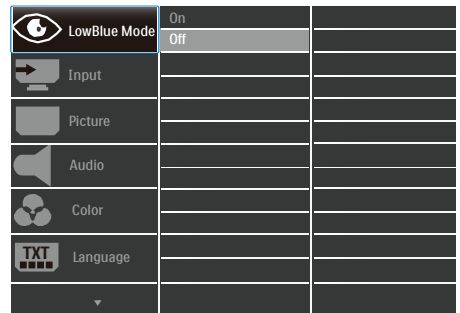 LowBlue Mode
On
Off
Input
Picture
Audio
Color
TXT
Language